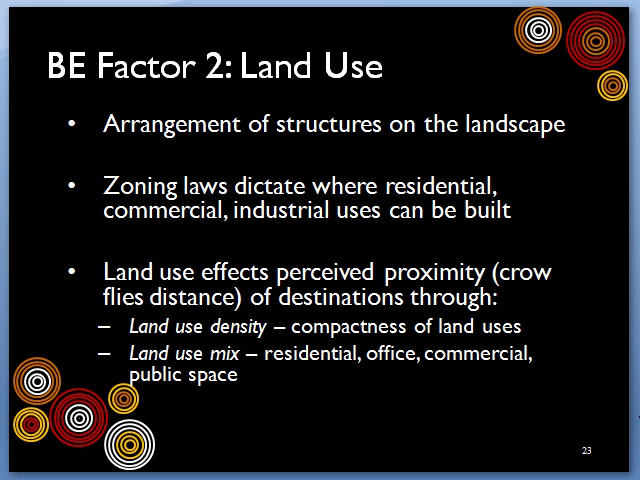 BE Factor 2: Land Use
• Arrangement of structures on the landscape
• Zoning laws dictate where residential,
commercial, industrial uses can be built
• Land use effects perceived proximity (crow
flies distance) of destinations through:
– Land use density – compactness of land uses
– Land use mix – residential, office, commercial,
public space
23